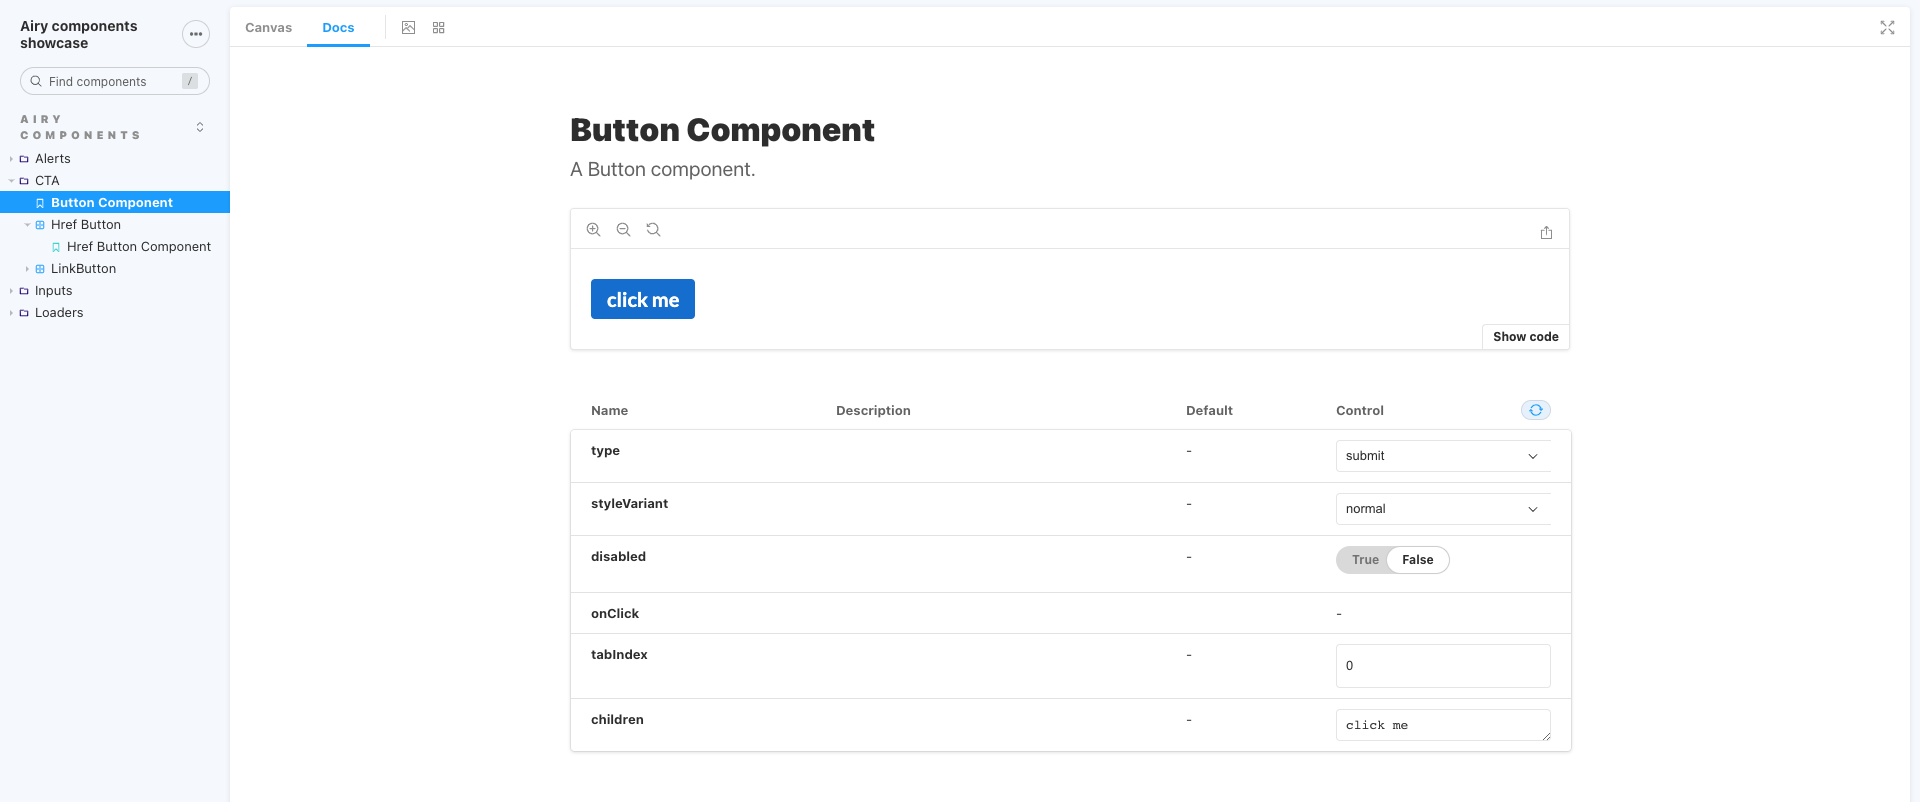 Airy components
showcase
Find components
/
AIRY
COMPONENTS
Alerts
CTA
Button Component
Href Button
Href Button Component
LinkButton
Inputs
Loaders
Canvas
Docs
Button Component
A Button component.
click me
Show code
Name Description Default Control
type - submit
styleVariant - normal
disabled - True False
onClick -
tabIndex - 0
children - click me